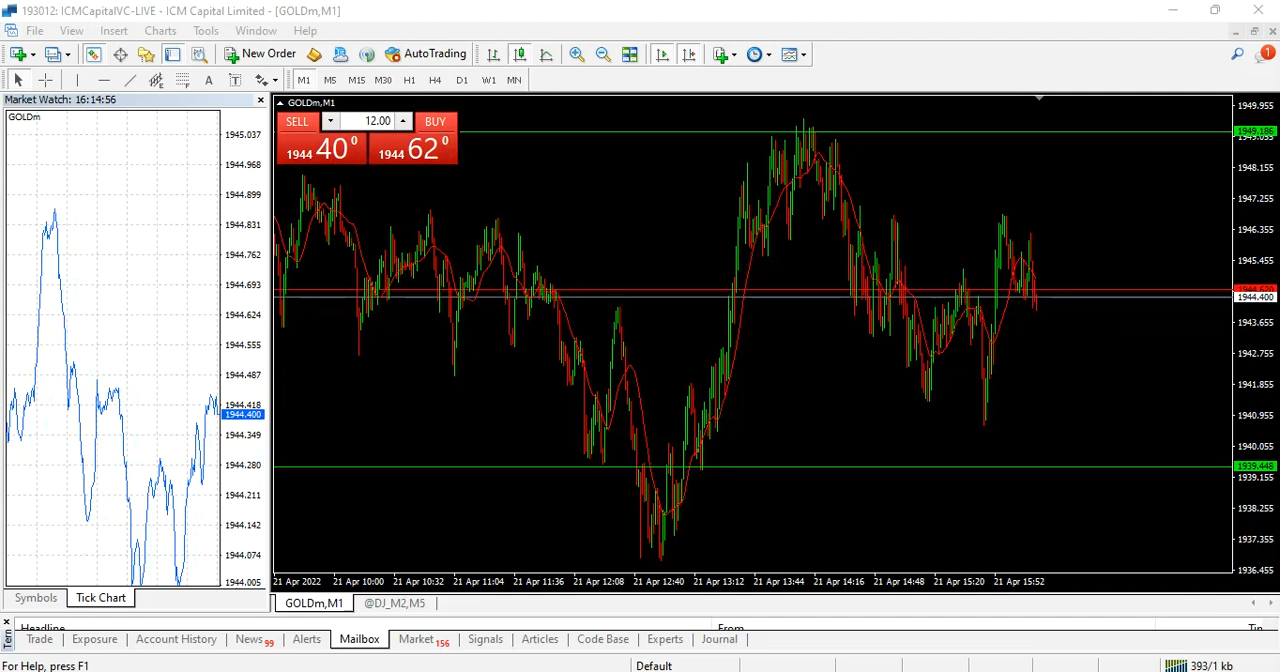 193012: ICMCapitalVC-LIVE - ICM Capital Limited - [GOLDm,M1]
File View Insert Charts Tools Window Help
New Order AutoTrading 1
A T M1 M5 M15 M30 H1 H4 D1 W1 MN
Market Watch: 16:14:56
GOLDm
1945.037
1944.968
1944.899
1944.831
1944.762
1944.693
1944.624
1944.555
1944.487
1944.418
1944.400
1944.349
1944.280
1944.211
1944.142
1944.074
1944.005
Symbols Tick Chart
GOLDm,M1
SELL 12.00 BUY
1944 40 0 1944 62 0
1949.955
1949.186
1949.055
1948.155
1947.255
1946.355
1945.455
1944.620
1944.400
1943.655
1942.755
1941.855
1940.955
1940.055
1939.448
1939.155
1938.255
1937.355
1936.455
21 Apr 2022 21 Apr 10:00 21 Apr 10:32 21 Apr 11:04 21 Apr 11:36 21 Apr 12:08 21 Apr 12:40 21 Apr 13:12 21 Apr 13:44 21 Apr 14:16 21 Apr 14:48 21 Apr 15:20 21 Apr 15:52
GOLDm,M1 @DJ_M2,M5
Headline From
Trade Exposure Account History News 99 Alerts Mailbox Market 156 Signals Articles Code Base Experts Journal
For Help, press F1 Default 393/1 kb